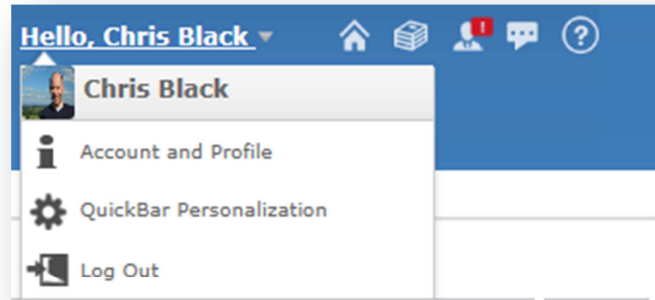 Hello, Chris Black
Chris Black
Account and Profile
QuickBar Personalization
Log Out